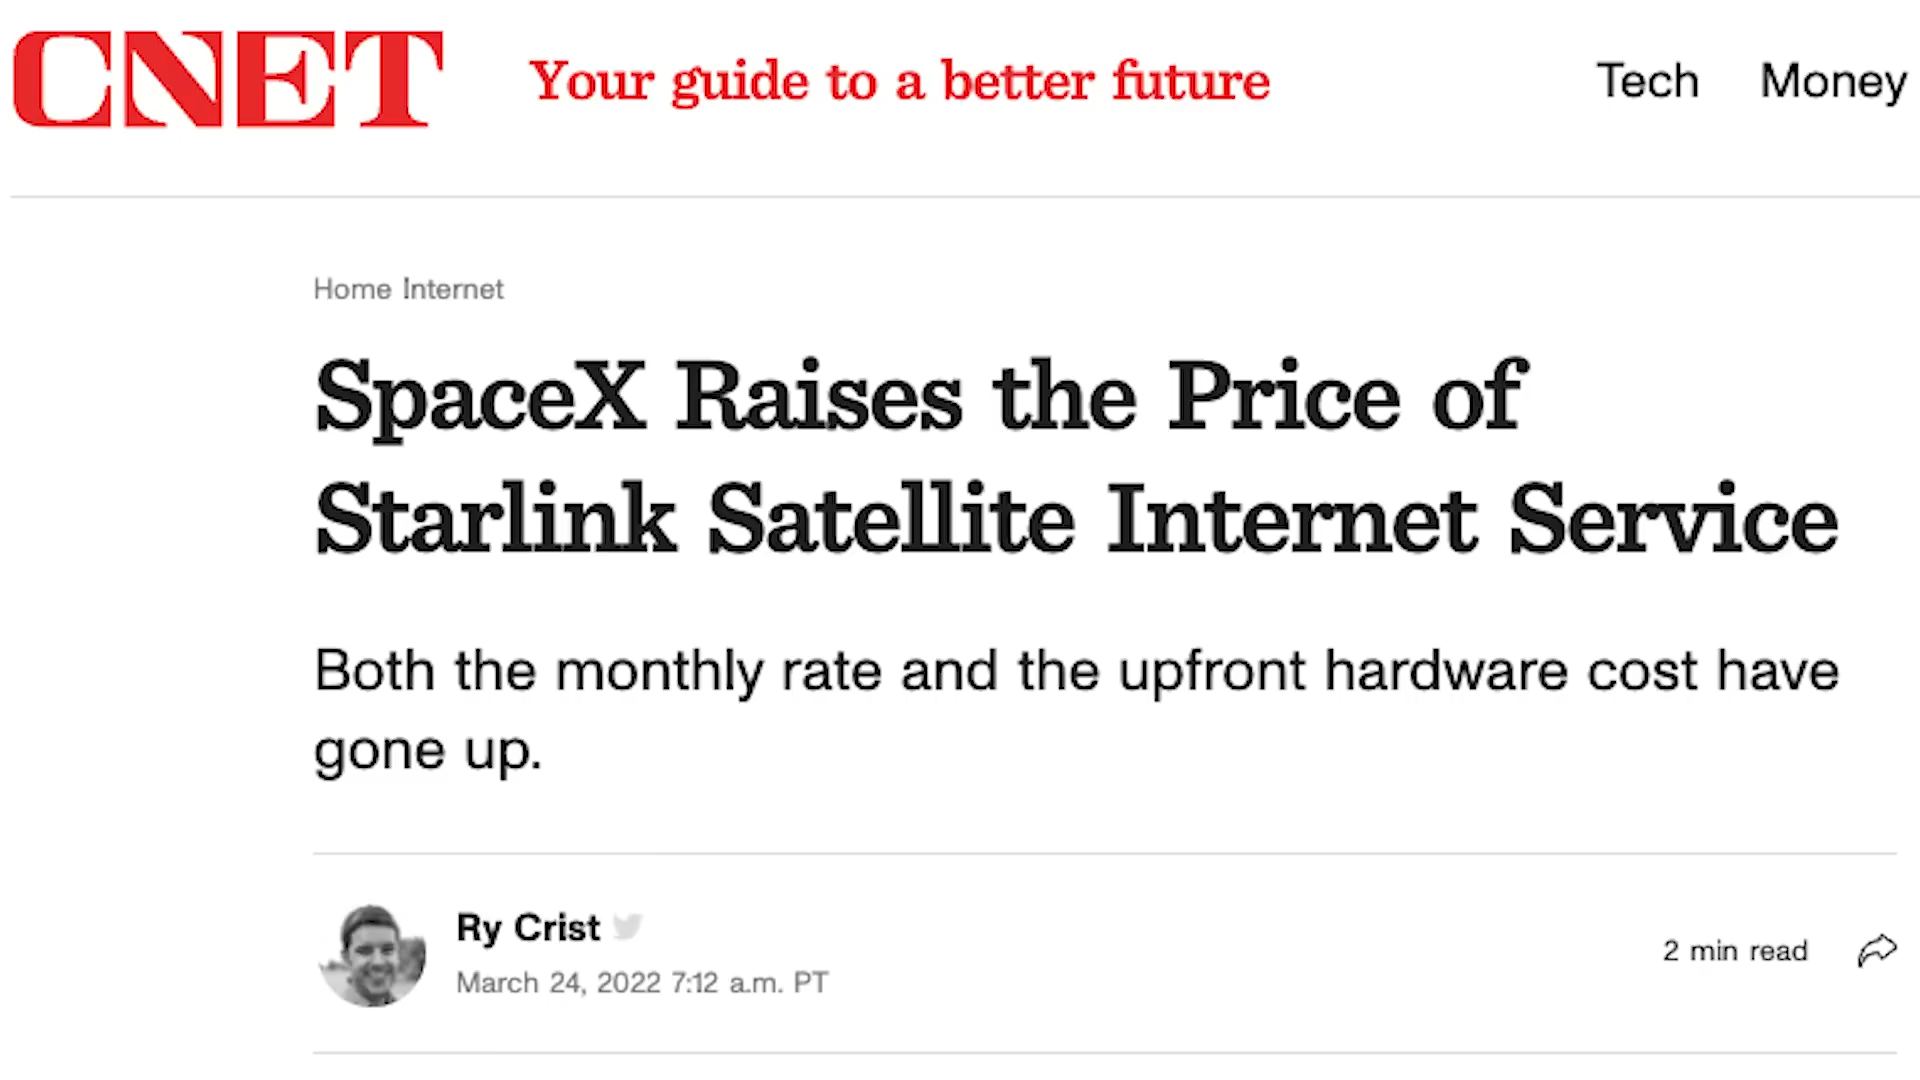 CNET
Your guide to a better future
Tech
Money
Home Internet
SpaceX Raises the Price of
Starlink Satellite Internet Service
Both the monthly rate and the upfront hardware cost have
gone up.
Ry Crist
March 24, 2022 7:12 a.m. PT
2 min read